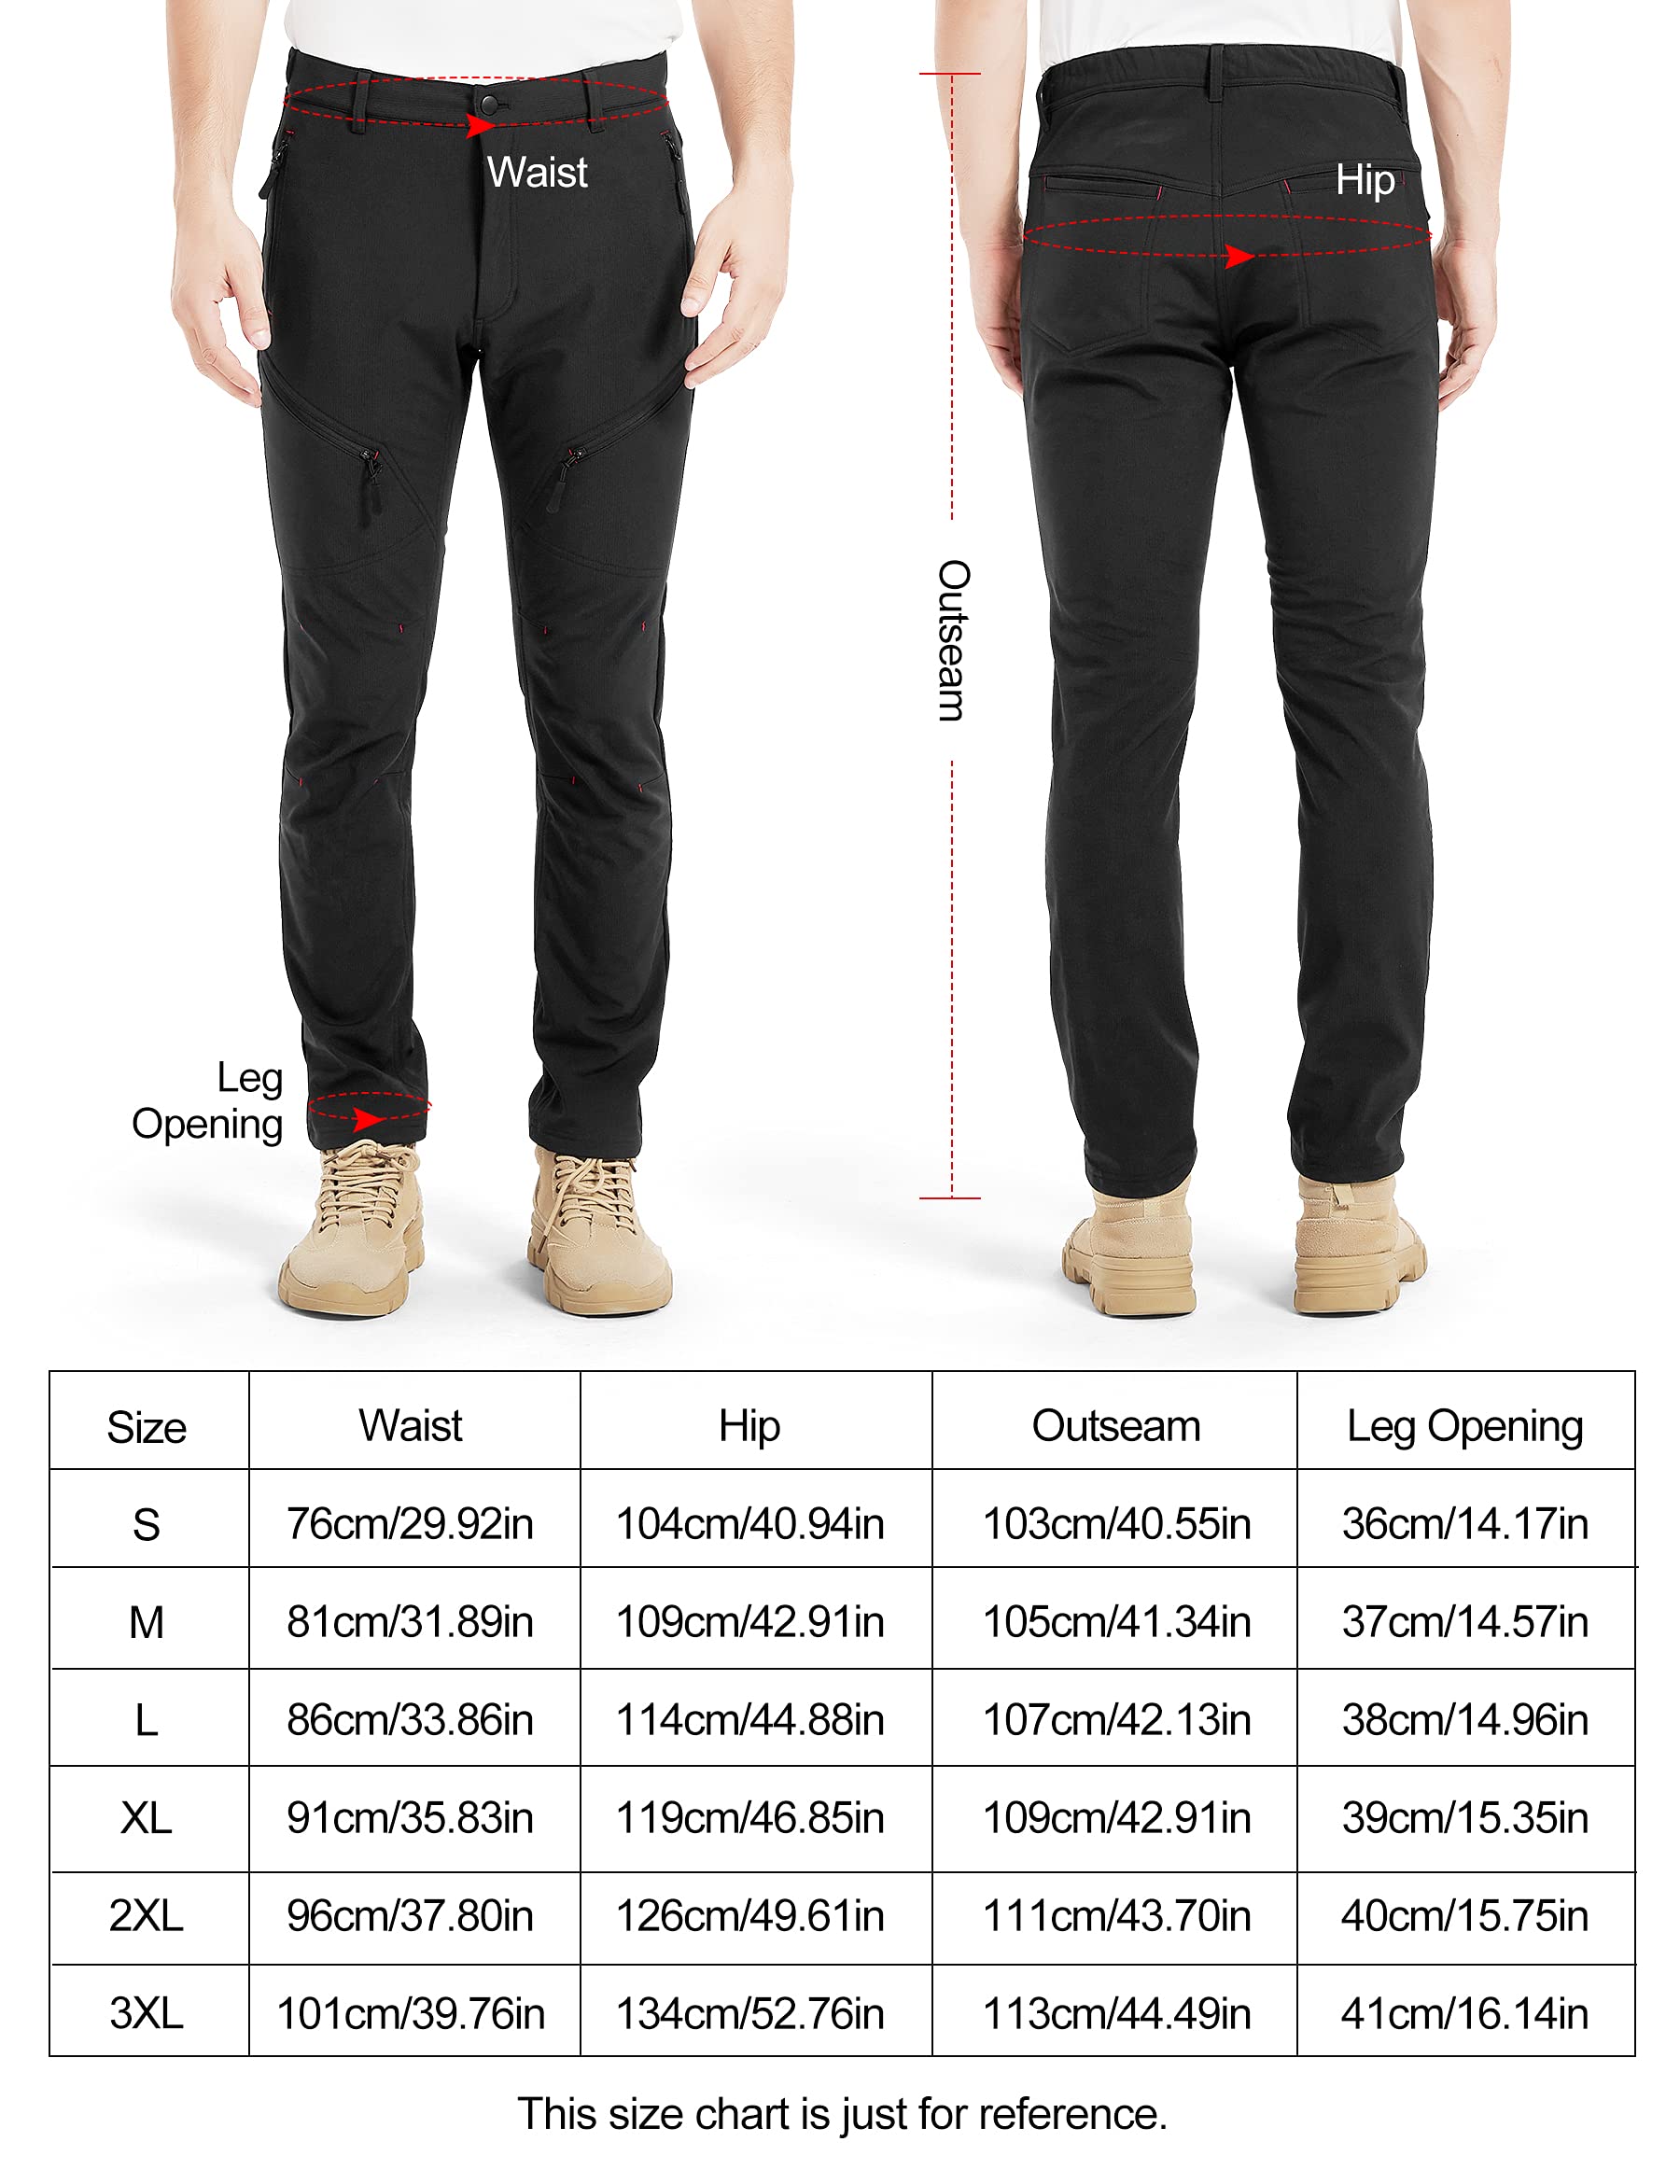 Waist
Hip
Outseam
Leg
Opening
Size Waist Hip Outseam Leg Opening
S 76cm/29.92in 104cm/40.94in 103cm/40.55in 36cm/14.17in
M 81cm/31.89in 109cm/42.91in 105cm/41.34in 37cm/14.57in
L 86cm/33.86in 114cm/44.88in 107cm/42.13in 38cm/14.96in
XL 91cm/35.83in 119cm/46.85in 109cm/42.91in 39cm/15.35in
2XL 96cm/37.80in 126cm/49.61in 111cm/43.70in 40cm/15.75in
3XL 101cm/39.76in 134cm/52.76in 113cm/44.49in 41cm/16.14in
This size chart is just for reference.